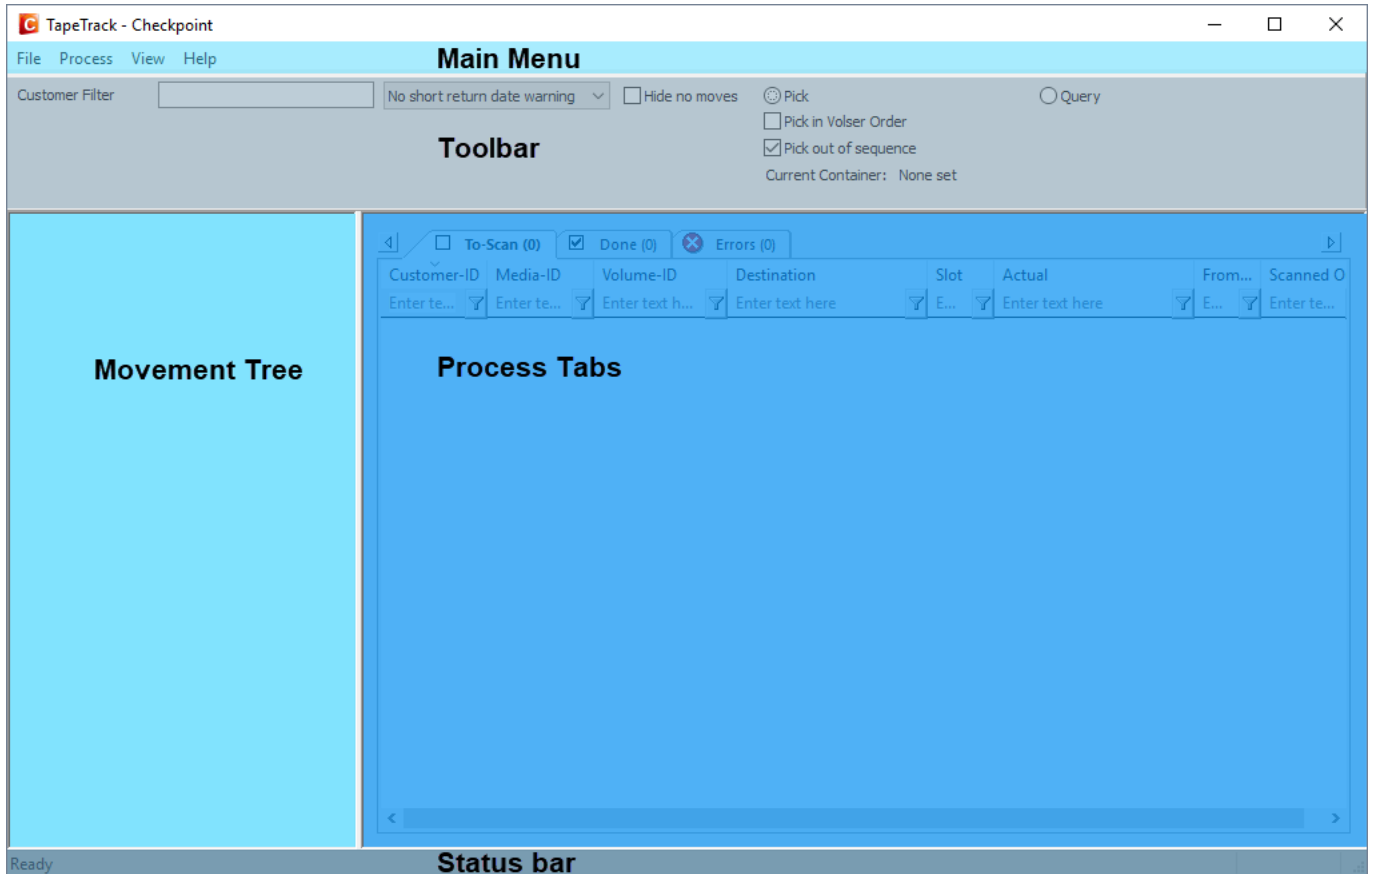 TapeTrack - Checkpoint
File Process View Help Main Menu
Customer Filter No short return date warning Hide no moves Pick Query
Pick in Volser Order
Toolbar Pick out of sequence
Current Container: None set
To-Scan (0) Done (0) Errors (0)
Customer-ID Media-ID Volume-ID Destination Slot Actual From... Scanned O
Enter te... Enter te... Enter text h... Enter text here E... Enter text here E... Enter te...
Movement Tree Process Tabs
Ready Status bar